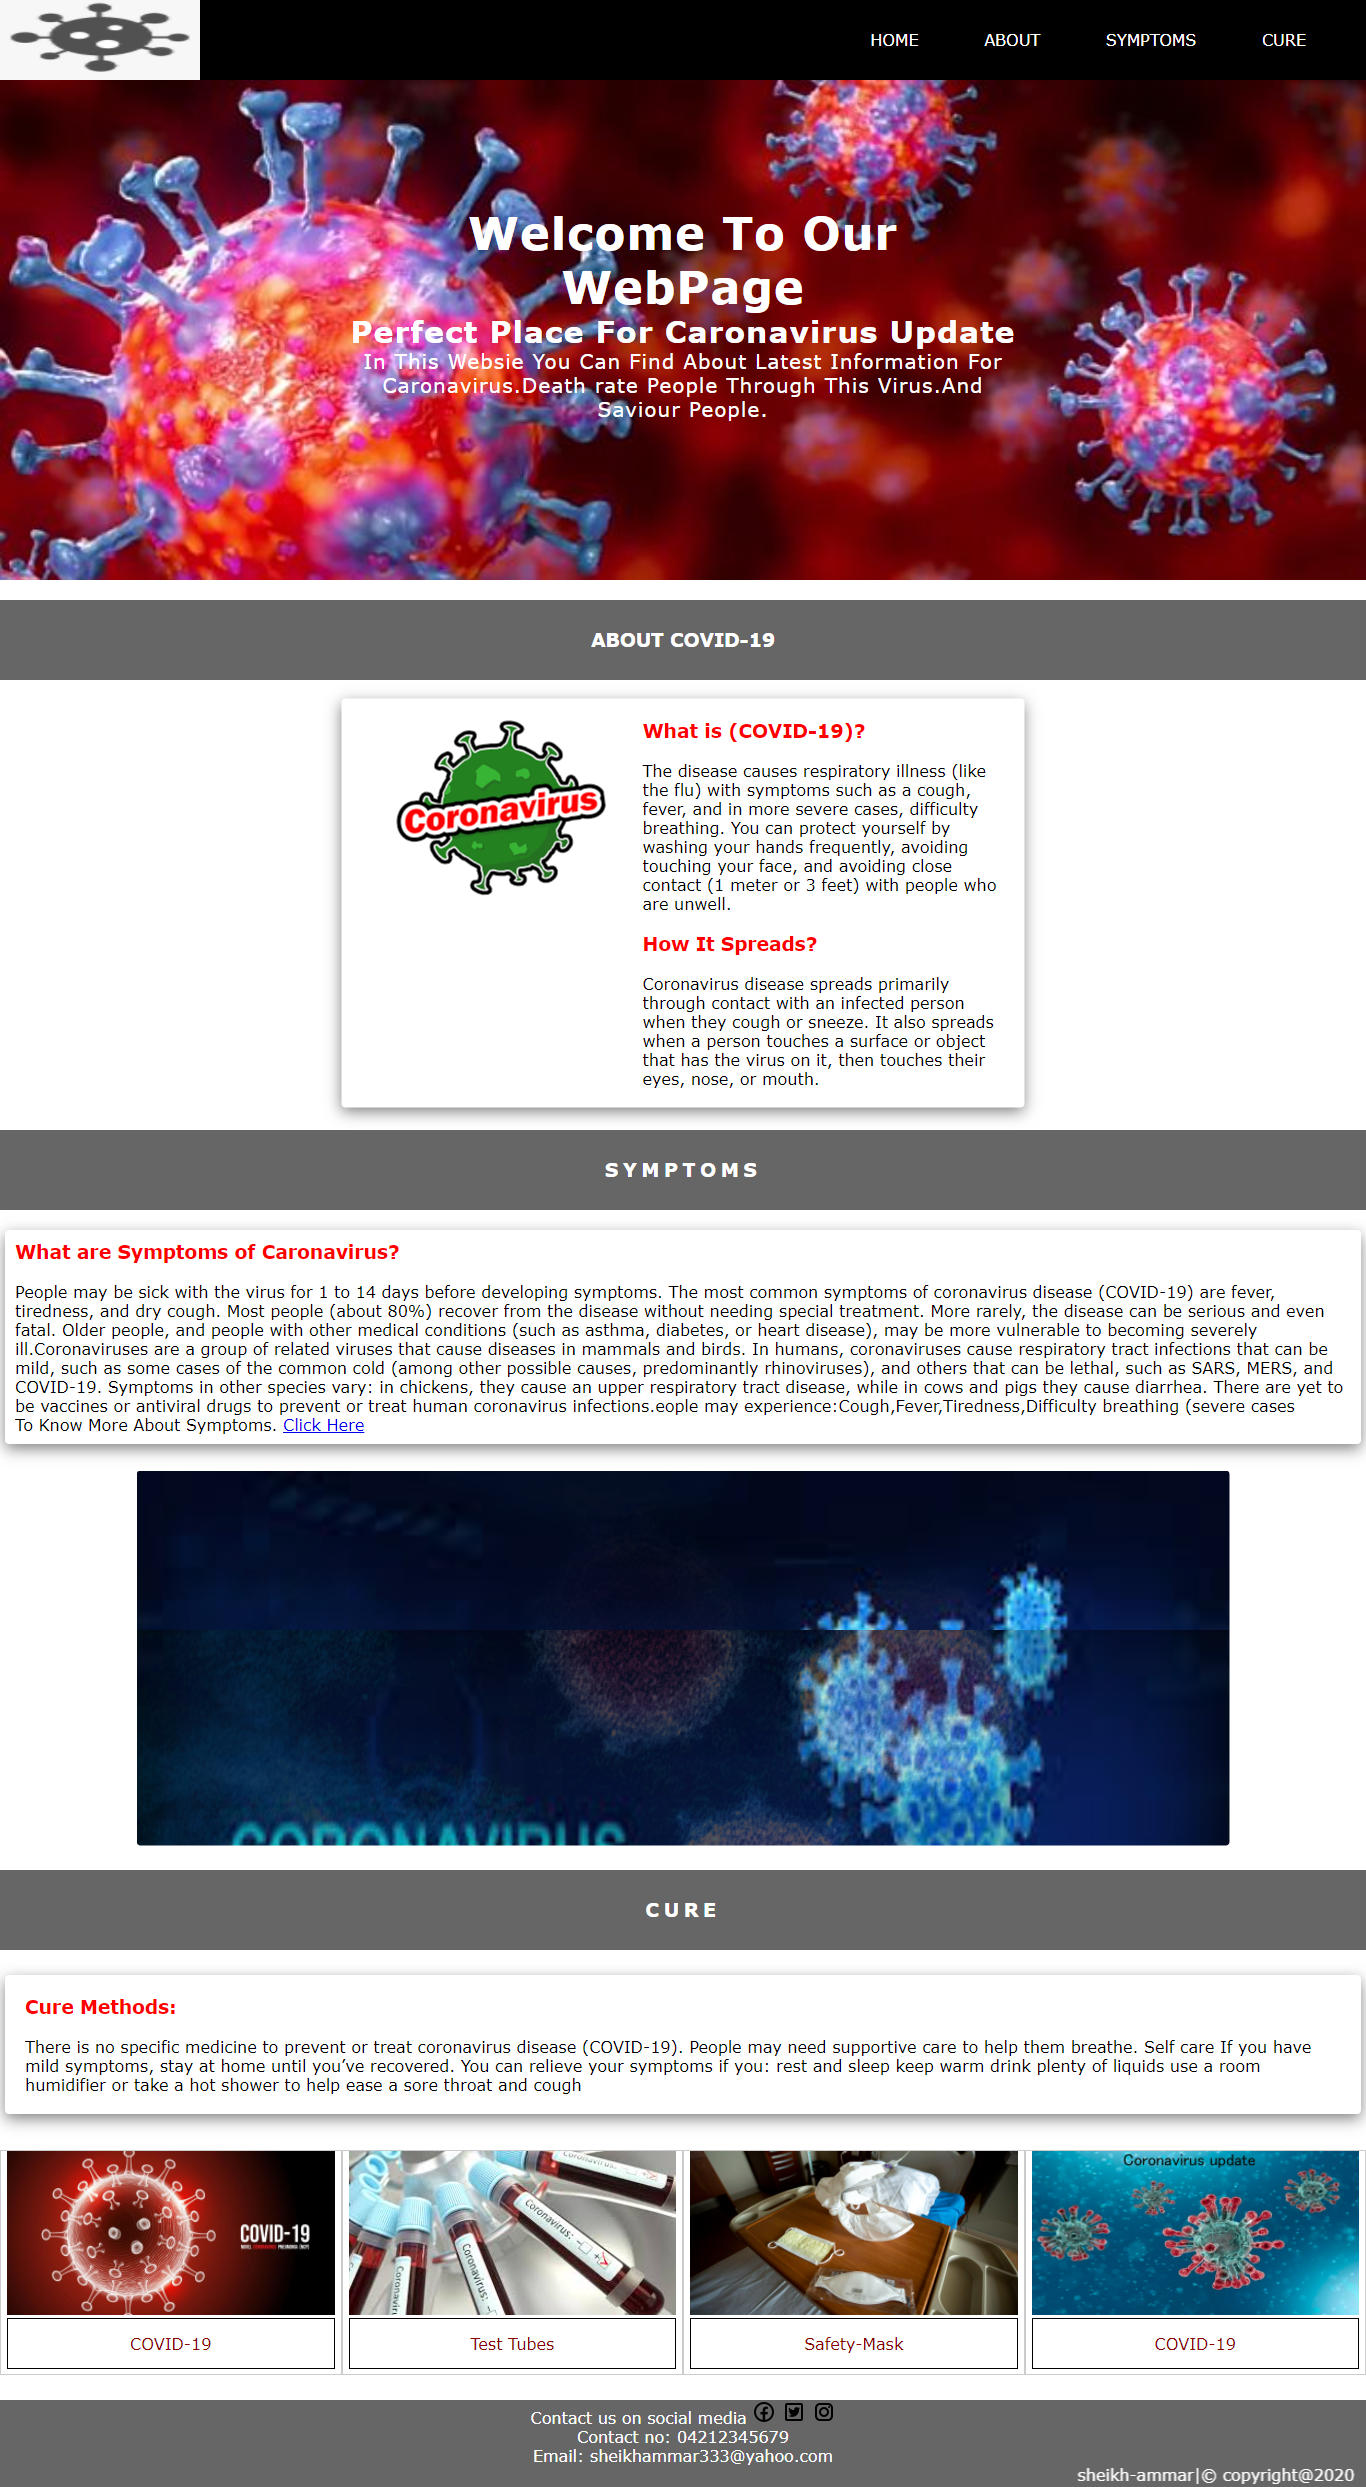 HOME ABOUT SYMPTOMS CURE
Welcome To Our
WebPage
Perfect Place For Caronavirus Update
In This Websie You Can Find About Latest Information For
Caronavirus.Death rate People Through This Virus.And
Saviour People.
ABOUT COVID-19
Coronavirus
What is (COVID-19)?
The disease causes respiratory illness (like
the flu) with symptoms such as a cough,
fever, and in more severe cases, difficulty
breathing. You can protect yourself by
washing your hands frequently, avoiding
touching your face, and avoiding close
contact (1 meter or 3 feet) with people who
are unwell.
How It Spreads?
Coronavirus disease spreads primarily
through contact with an infected person
when they cough or sneeze. It also spreads
when a person touches a surface or object
that has the virus on it, then touches their
eyes, nose, or mouth.
SYMPTOMS
What are Symptoms of Caronavirus?
People may be sick with the virus for 1 to 14 days before developing symptoms. The most common symptoms of coronavirus disease (COVID-19) are fever,
tiredness, and dry cough. Most people (about 80%) recover from the disease without needing special treatment. More rarely, the disease can be serious and even
fatal. Older people, and people with other medical conditions (such as asthma, diabetes, or heart disease), may be more vulnerable to becoming severely
ill.Coronaviruses are a group of related viruses that cause diseases in mammals and birds. In humans, coronaviruses cause respiratory tract infections that can be
mild, such as some cases of the common cold (among other possible causes, predominantly rhinoviruses), and others that can be lethal, such as SARS, MERS, and
COVID-19. Symptoms in other species vary: in chickens, they cause an upper respiratory tract disease, while in cows and pigs they cause diarrhea. There are yet to
be vaccines or antiviral drugs to prevent or treat human coronavirus infections.eople may experience:Cough,Fever,Tiredness,Difficulty breathing (severe cases
To Know More About Symptoms. Click Here
CORONAVIRUS
CURE
Cure Methods:
There is no specific medicine to prevent or treat coronavirus disease (COVID-19). People may need supportive care to help them breathe. Self care If you have
mild symptoms, stay at home until you’ve recovered. You can relieve your symptoms if you: rest and sleep keep warm drink plenty of liquids use a room
humidifier or take a hot shower to help ease a sore throat and cough
COVID-19
NOVEL CORONAVIRUS PNEUMONIA (NCP)
Coronavirus:
Coronavirus:
Coronavirus update
COVID-19
Test Tubes
Safety-Mask
COVID-19
Contact us on social media
Contact no: 04212345679
Email: sheikhammar333@yahoo.com
sheikh-ammar|© copyright@2020